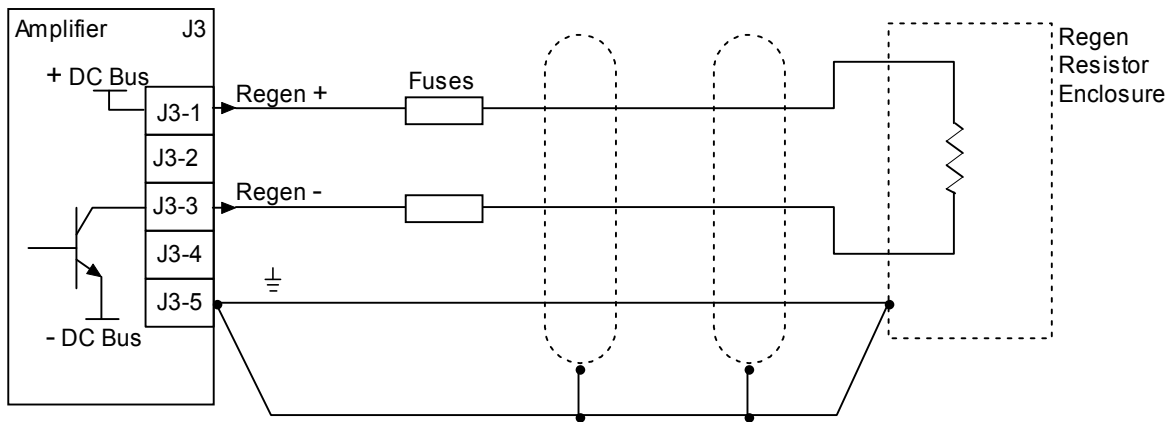 Amplifier J3
+ DC Bus
J3-1
J3-2
J3-3
J3-4
J3-5
- DC Bus
Regen +
Fuses
Regen -
Regen
Resistor
Enclosure